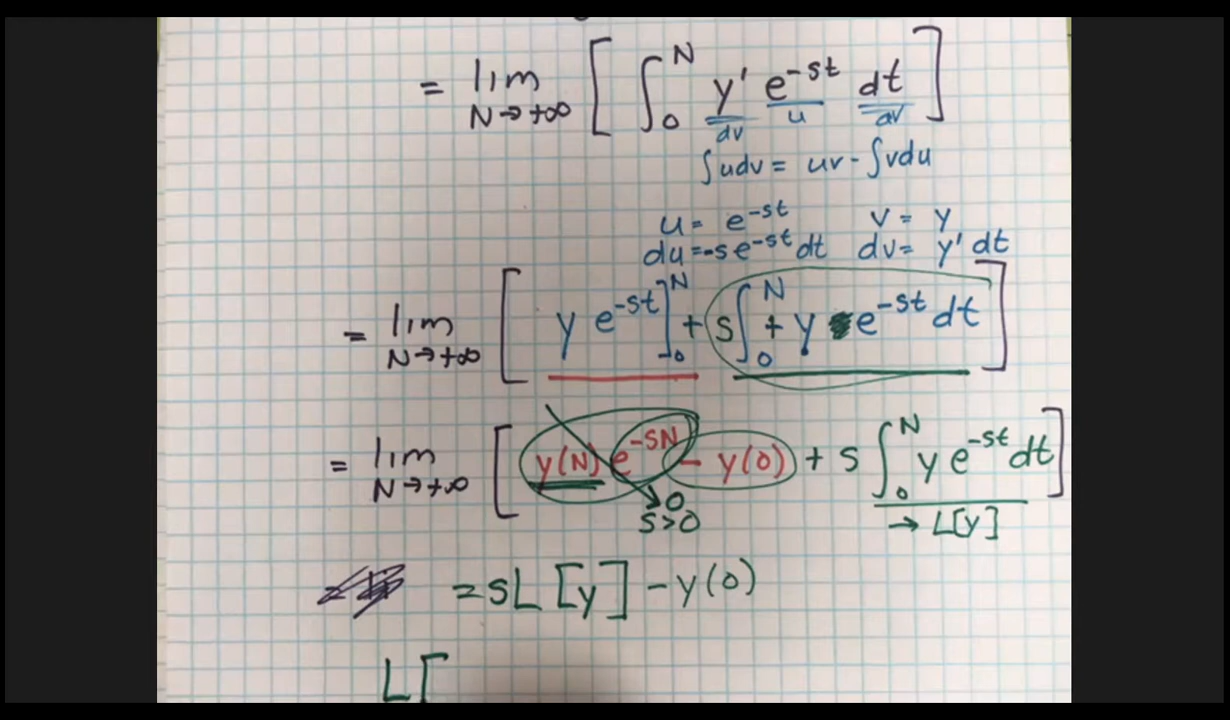 = lim N→+∞ [ ∫₀ᴺ y' e^-st dt ]
dv u dv
∫udv = uv - ∫vdu
u = e^-st v = y
du = -se^-st dt dv = y' dt
= lim N→+∞ [ y e^-st ]₀ᴺ + s∫₀ᴺ + y e^-st dt ]
= lim N→+∞ [ y(N) e^-SN - y(0) + s ∫₀ᴺ y e^-st dt ]
→0
s>0 → L[y]
= sL[y] - y(0)
L[